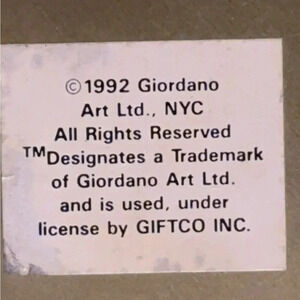 ©1992 Giordano
Art Ltd., NYC
All Rights Reserved
TMDesignates a Trademark
of Giordano Art Ltd.
and is used, under
license by GIFTCO INC.